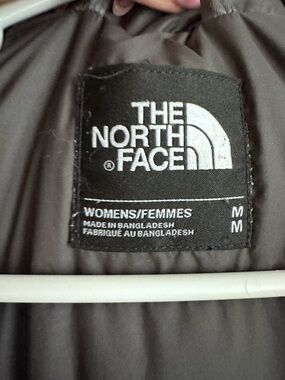 THE
NORTH
® FACE
WOMENS/FEMMES M
MADE IN BANGLADESH M
FABRIQUÉ AU BANGLADESH